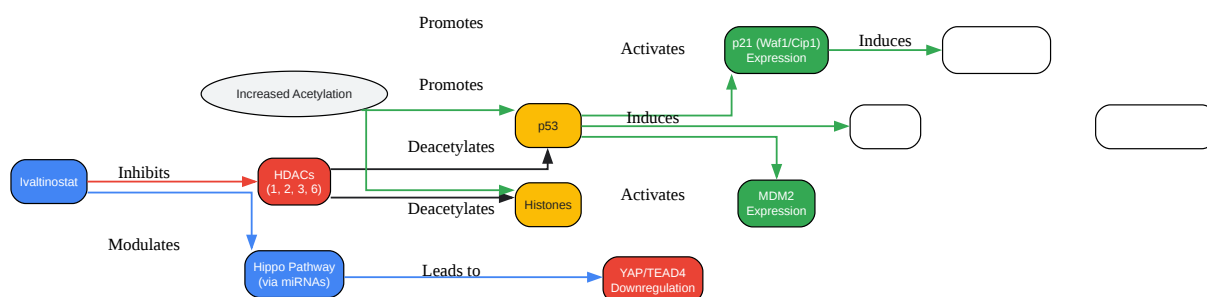 Promotes
p21 (Waf1/Cip1)
Expression
Induces
Activates
Increased Acetylation
Promotes
p53
Induces
Deacetylates
Ivaltinostat
Inhibits
HDACs
(1, 2, 3, 6)
Histones
Deacetylates
Activates
MDM2
Expression
Modulates
Hippo Pathway
(via miRNAs)
Leads to
YAP/TEAD4
Downregulation